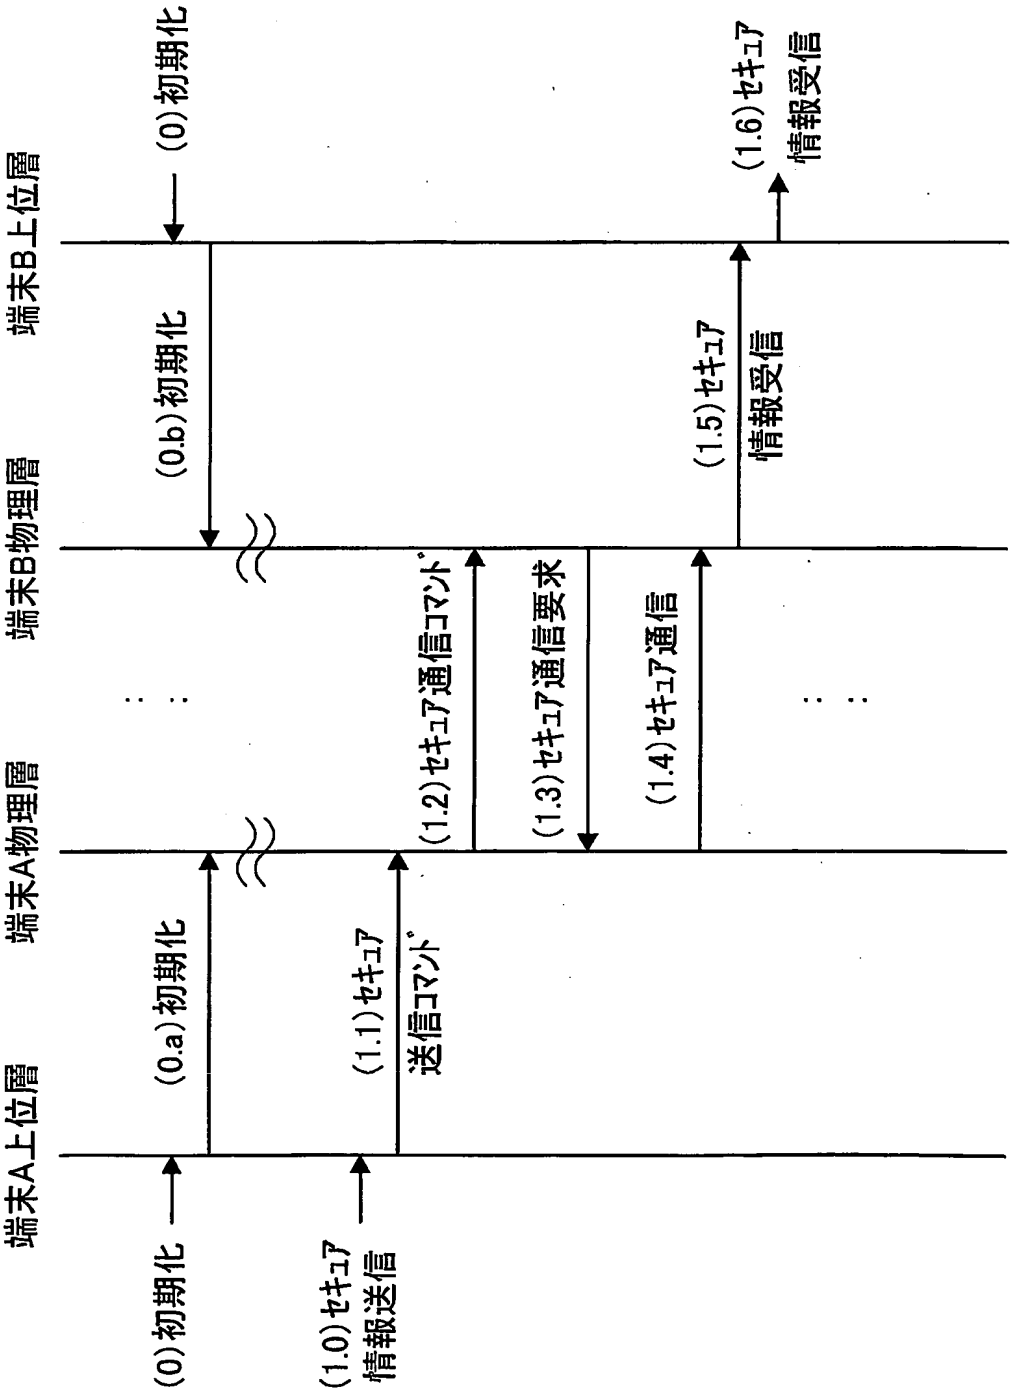 端末A上位層
端末A物理層
端末B物理層
端末B上位層
(0)初期化
(0.a)初期化
(0.b)初期化
(0)初期化
(1.0)セキュア
情報送信
(1.1)セキュア
送信コマンド
(1.2)セキュア通信コマンド
(1.3)セキュア通信要求
(1.4)セキュア通信
(1.5)セキュア
情報受信
(1.6)セキュア
情報受信